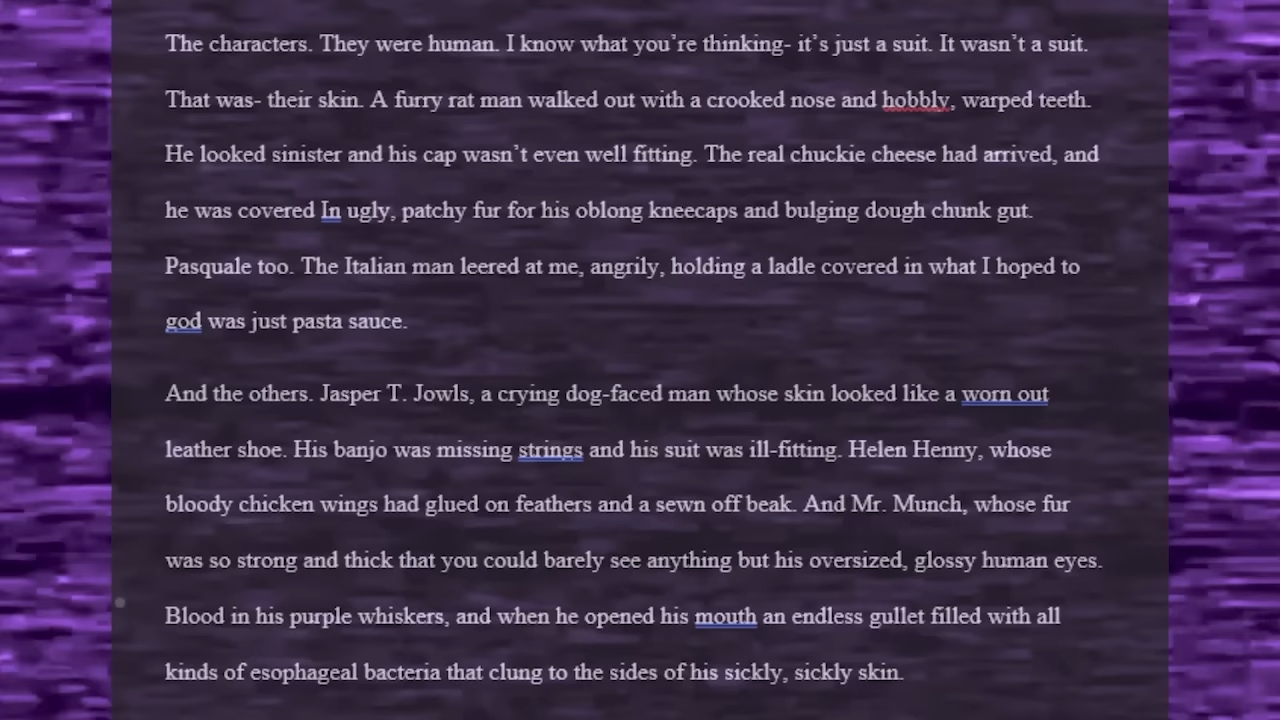 The characters. They were human. I know what you’re thinking- it’s just a suit. It wasn’t a suit.
That was- their skin. A furry rat man walked out with a crooked nose and hobbly, warped teeth.
He looked sinister and his cap wasn’t even well fitting. The real chuckie cheese had arrived, and
he was covered In ugly, patchy fur for his oblong kneecaps and bulging dough chunk gut.
Pasquale too. The Italian man leered at me, angrily, holding a ladle covered in what I hoped to
god was just pasta sauce.
And the others. Jasper T. Jowls, a crying dog-faced man whose skin looked like a worn out
leather shoe. His banjo was missing strings and his suit was ill-fitting. Helen Henny, whose
bloody chicken wings had glued on feathers and a sewn off beak. And Mr. Munch, whose fur
was so strong and thick that you could barely see anything but his oversized, glossy human eyes.
Blood in his purple whiskers, and when he opened his mouth an endless gullet filled with all
kinds of esophageal bacteria that clung to the sides of his sickly, sickly skin.